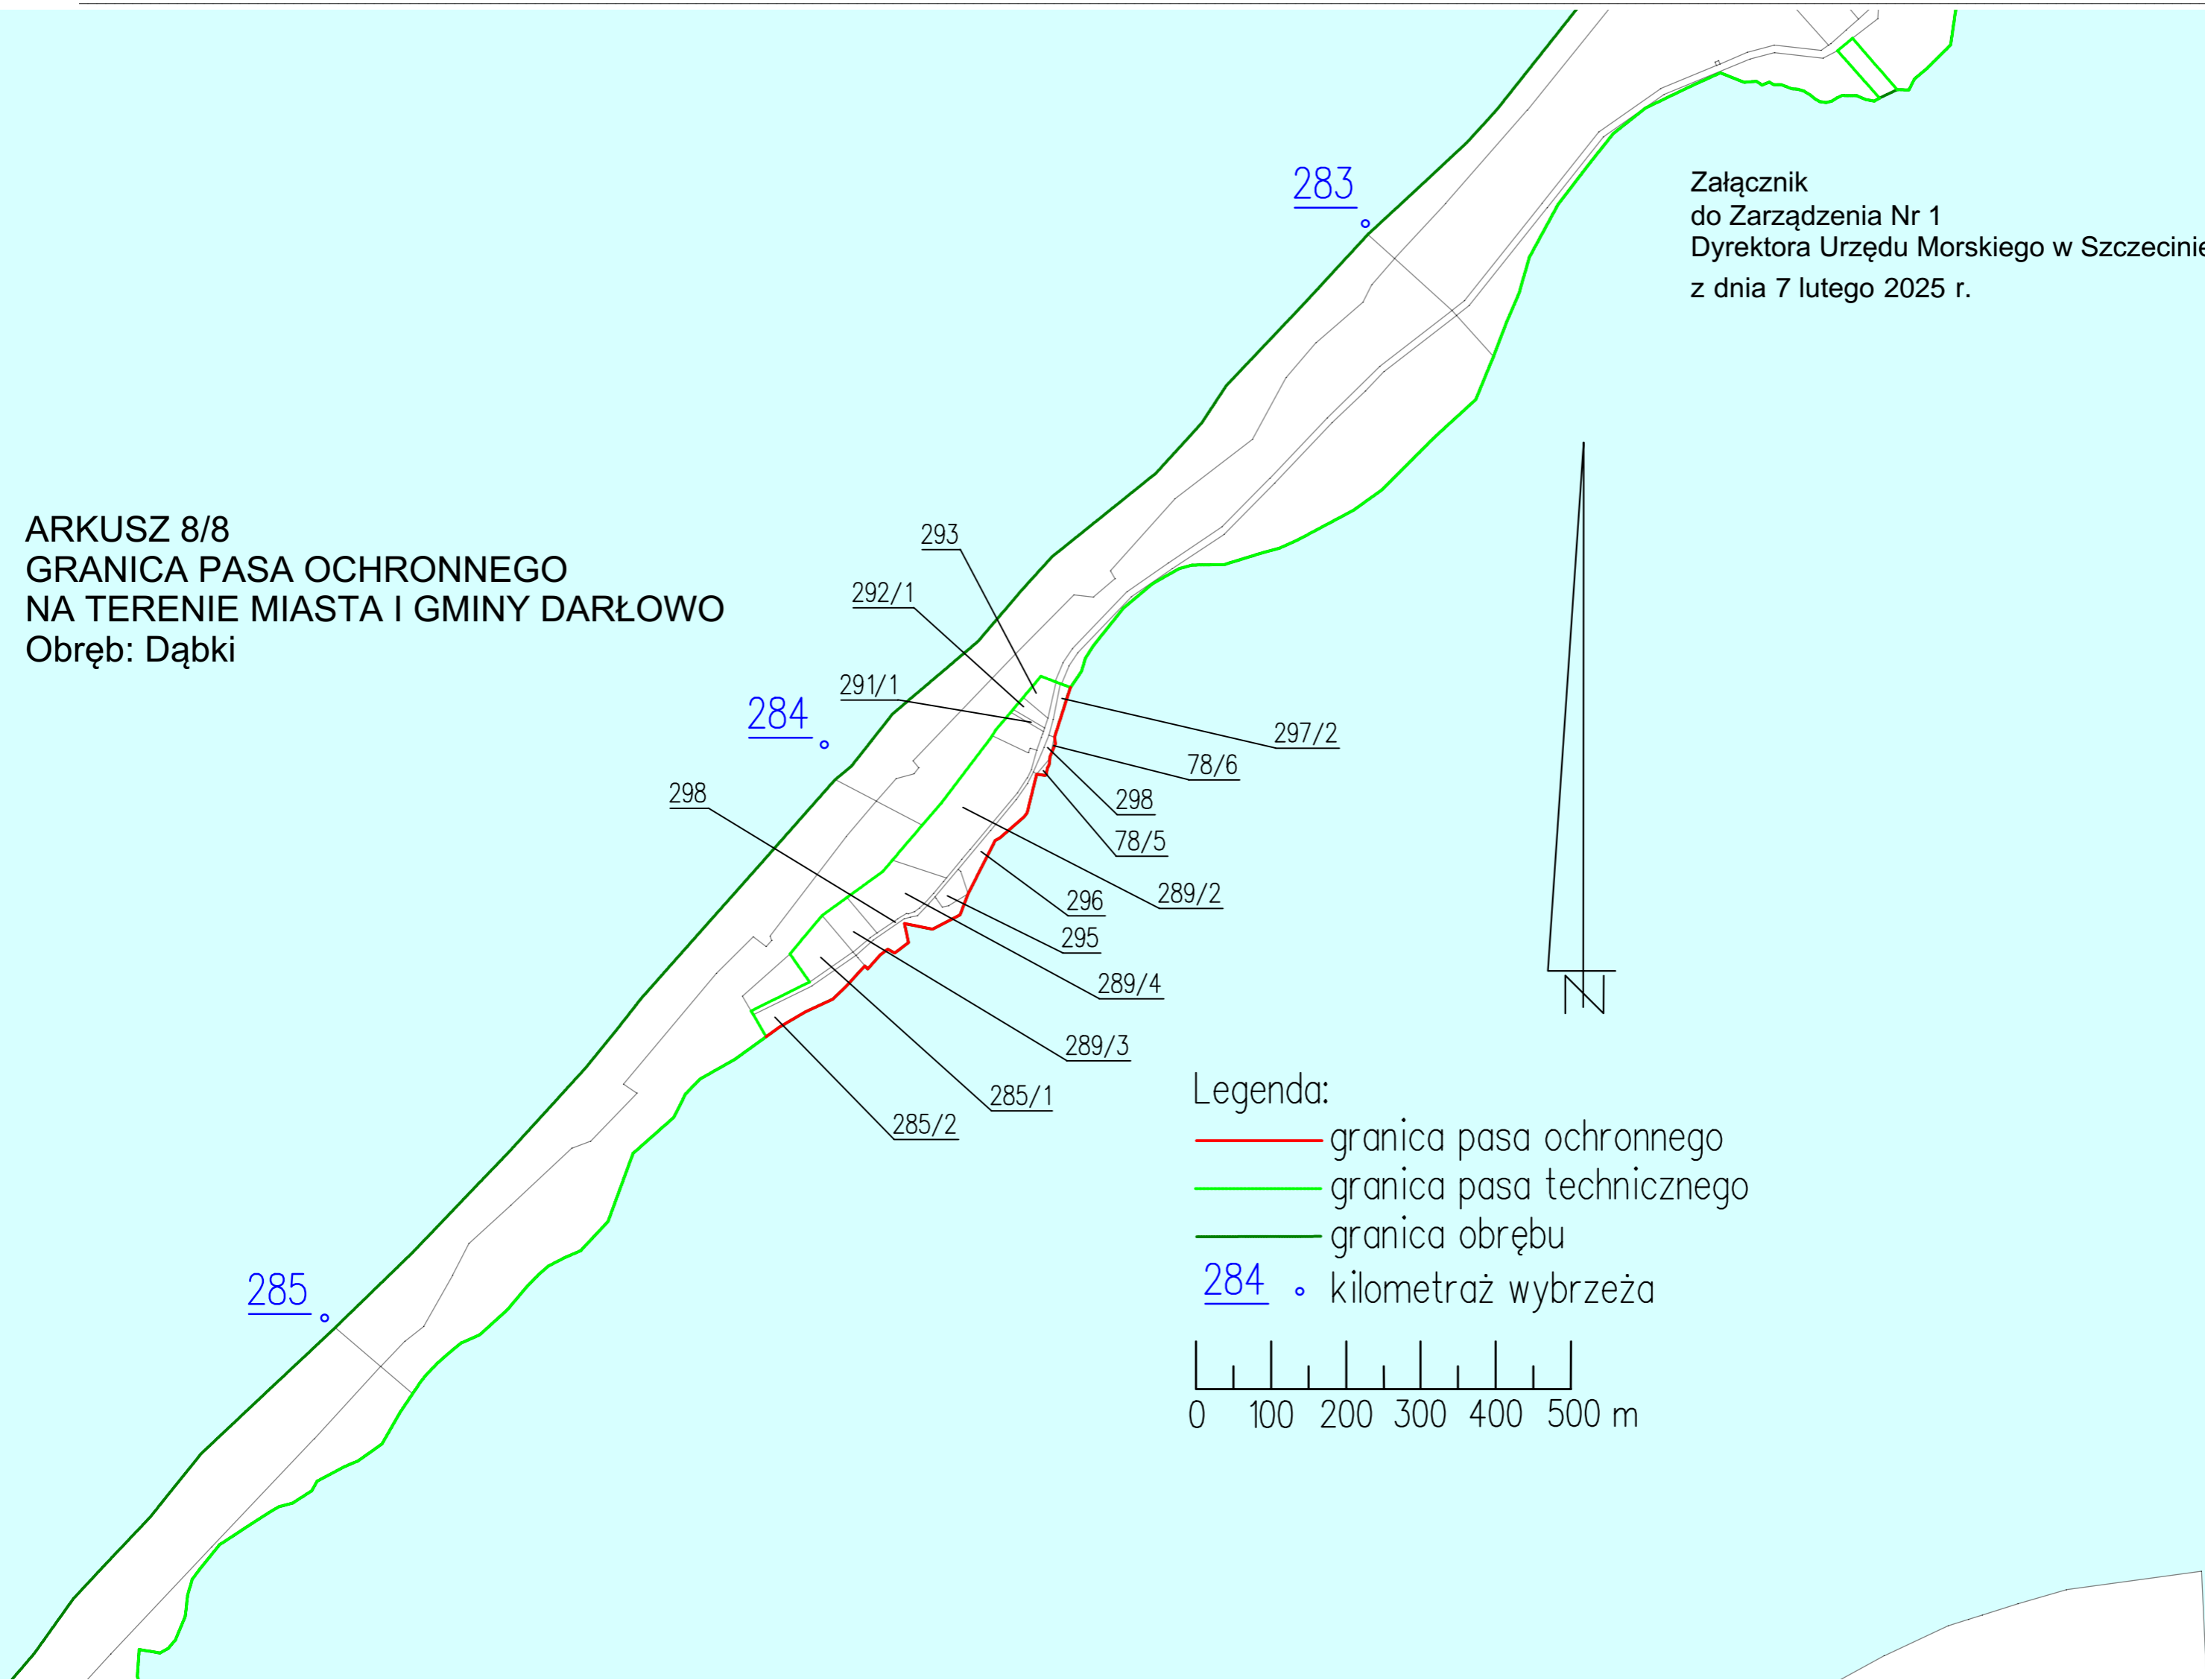 283
Załącznik
do Zarządzenia Nr 1
Dyrektora Urzędu Morskiego w Szczecinie
z dnia 7 lutego 2025 r.
ARKUSZ 8/8
GRANICA PASA OCHRONNEGO
NA TERENIE MIASTA I GMINY DARŁOWO
Obręb: Dąbki
293
292/1
291/1
284
297/2
78/6
298
298
78/5
289/2
296
295
289/4
289/3
285/1
285/2
N
Legenda:
granica pasa ochronnego
granica pasa technicznego
granica obrębu
284 kilometraż wybrzeża
285
0 100 200 300 400 500 m